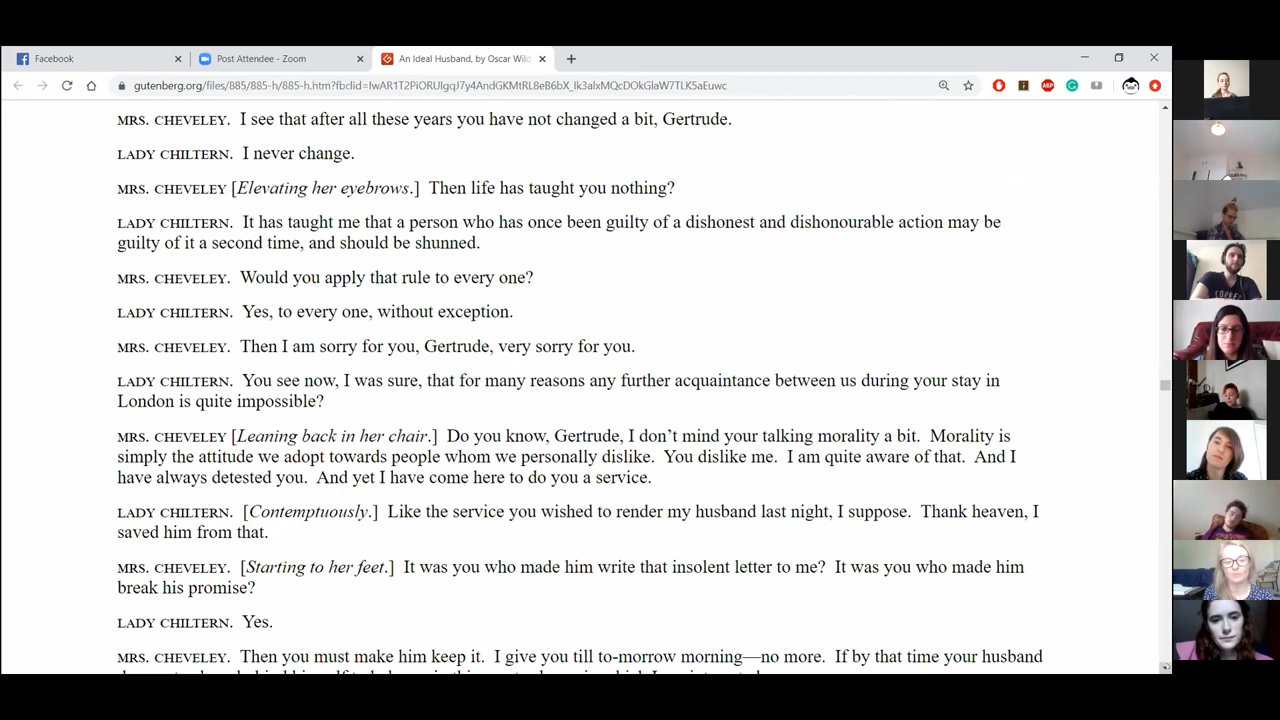 Facebook
Post Attendee - Zoom
An Ideal Husband, by Oscar Wild
gutenberg.org/files/885-h/885-h.htm?fbclid=
MRS. CHEVELEY. I see that after all these years you have not changed a bit, Gertrude.
LADY CHILTERN. I never change.
MRS. CHEVELEY [Elevating her eyebrows.] Then life has taught you nothing?
LADY CHILTERN. It has taught me that a person who has once been guilty of a dishonest and dishonourable action may be
guilty of it a second time, and should be shunned.
MRS. CHEVELEY. Would you apply that rule to every one?
LADY CHILTERN. Yes, to every one, without exception.
MRS. CHEVELEY. Then I am sorry for you, Gertrude, very sorry for you.
LADY CHILTERN. You see now, I was sure, that for many reasons any further acquaintance between us during your stay in
London is quite impossible?
MRS. CHEVELEY [Leaning back in her chair.] Do you know, Gertrude, I don’t mind your talking morality a bit. Morality is
simply the attitude we adopt towards people whom we personally dislike. You dislike me. I am quite aware of that. And I
have always detested you. And yet I have come here to do you a service.
LADY CHILTERN. [Contemptuously.] Like the service you wished to render my husband last night, I suppose. Thank heaven, I
saved him from that.
MRS. CHEVELEY. [Starting to her feet.] It was you who made him write that insolent letter to me? It was you who made him
break his promise?
LADY CHILTERN. Yes.
MRS. CHEVELEY. Then you must make him keep it. I give you till to-morrow morning—no more. If by that time your husband